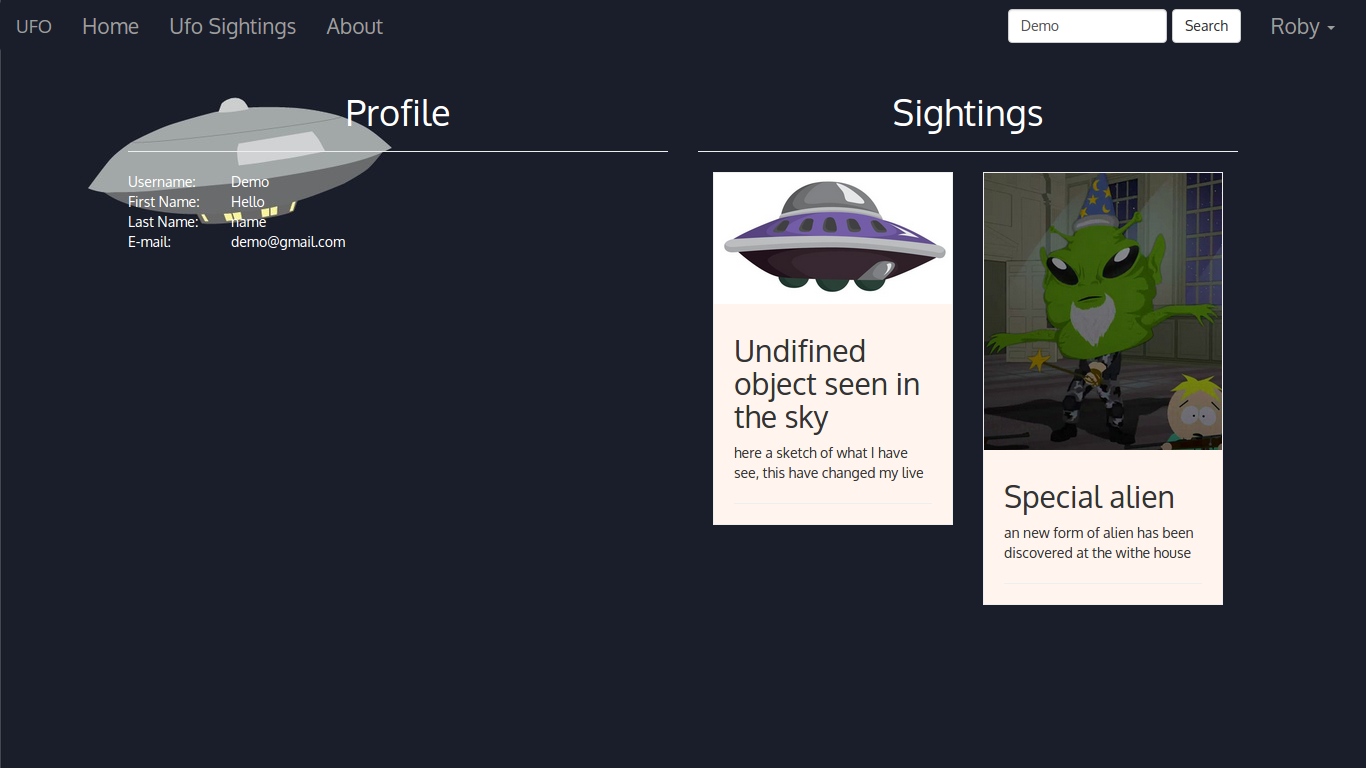 UFO Home Ufo Sightings About Demo Search Roby
Profile
Username: Demo
First Name: Hello
Last Name: name
E-mail: demo@gmail.com
Sightings
Undifined
object seen in
the sky
here a sketch of what I have
see, this have changed my live
Special alien
an new form of alien has been
discovered at the withe house